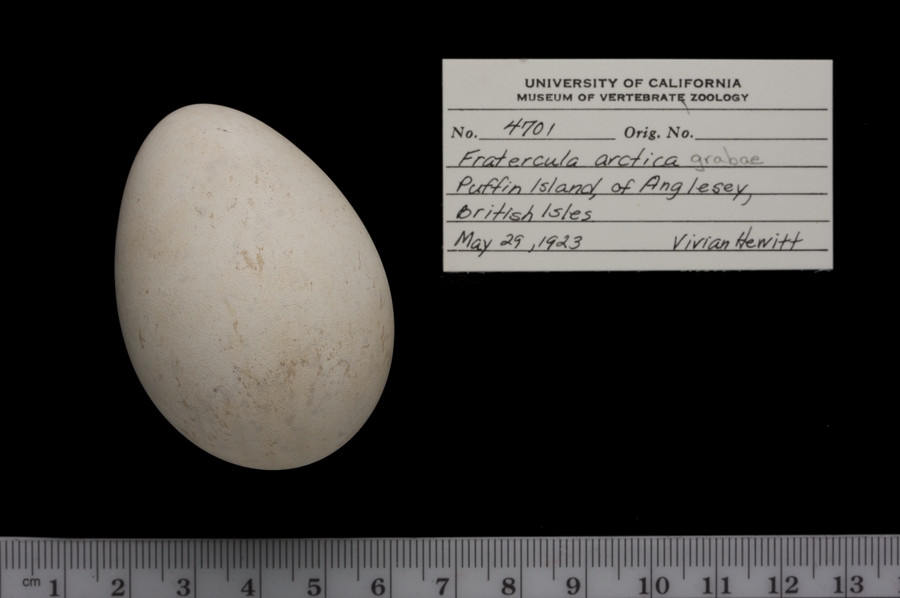 UNIVERSITY OF CALIFORNIA
MUSEUM OF VERTEBRATE ZOOLOGY
No. 4701 Orig. No.
Fratercula arctica grabae
Puffin Island, of Anglesey,
British Isles
May 29, 1923 Vivian Hewitt
cm 1 2 3 4 5 6 7 8 9 10 11 12 13